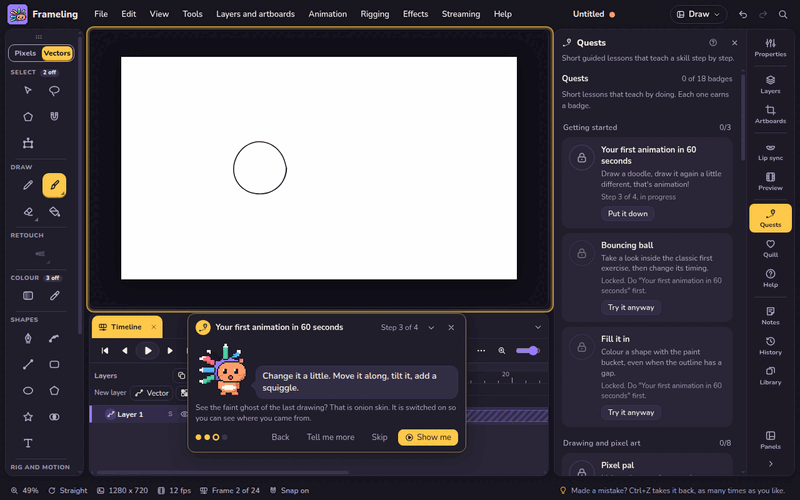 Frameling
File Edit View Tools Layers and artboards Animation Rigging Effects Streaming Help
Untitled
Draw
Pixels Vectors
SELECT 2 off
DRAW
RETOUCH
COLOUR 3 off
SHAPES
RIG AND MOTION
Timeline
Layers
New layer Vector
Layer 1 S
20
Your first animation in 60 seconds
Step 3 of 4
Change it a little. Move it along, tilt it, add a
squiggle.
See the faint ghost of the last drawing? That is onion skin. It is switched on so
you can see where you came from.
Back Tell me more Skip Show me
Quests
Short guided lessons that teach a skill step by step.
Quests 0 of 18 badges
Short lessons that teach by doing. Each one earns
a badge.
Getting started 0/3
Your first animation in 60
seconds
Draw a doodle, draw it again a little
different, that's animation!
Step 3 of 4, in progress
Put it down
Bouncing ball
Take a look inside the classic first
exercise, then change its timing.
Locked. Do "Your first animation in 60
seconds" first.
Try it anyway
Fill it in
Colour a shape with the paint
bucket, even when the outline has a
gap.
Locked. Do "Your first animation in 60
seconds" first.
Try it anyway
Drawing and pixel art 0/8
Pixel pal
Properties
Layers
Artboards
Lip sync
Preview
Quests
Quill
Help
Notes
History
Library
Panels
49% Straight 1280 x 720 12 fps Frame 2 of 24 Snap on
Made a mistake? Ctrl+Z takes it back, as many times as you like.